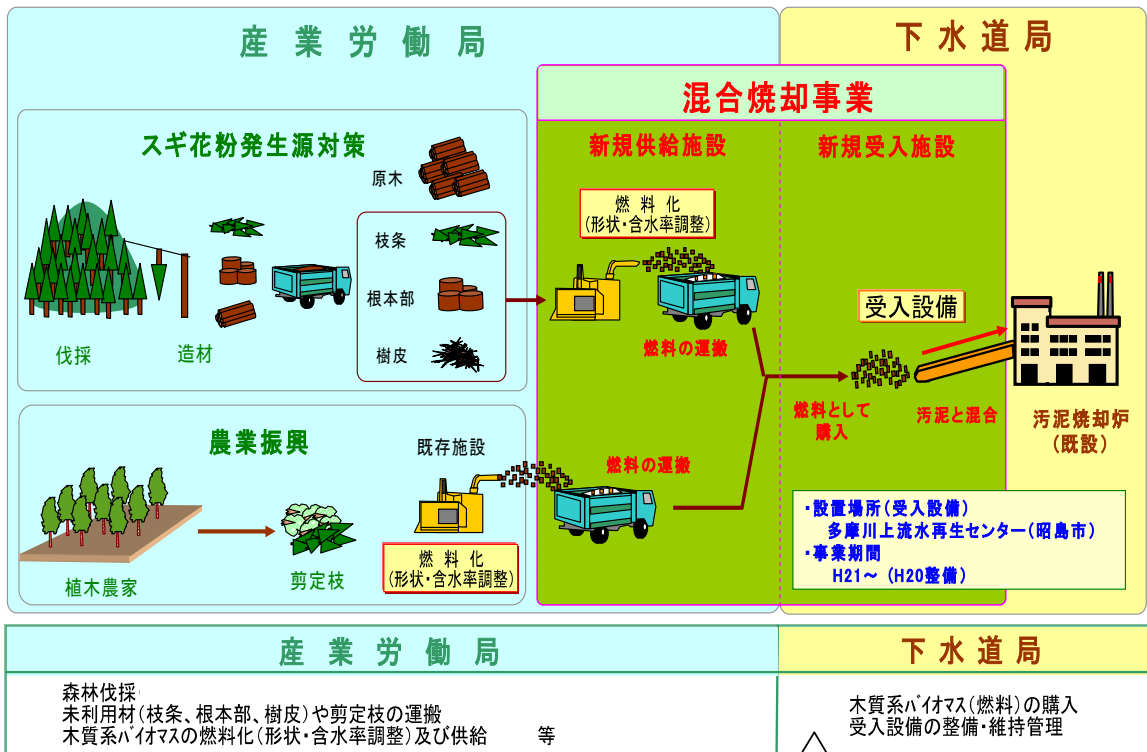 産業労働局
下水道局
混合焼却事業
スギ花粉発生源対策
新規供給施設
新規受入施設
原木
燃料化
(形状・含水率調整)
枝条
根本部
樹皮
伐採
造材
燃料の運搬
受入設備
燃料として
購入
汚泥と混合
汚泥焼却炉
(既設)
農業振興
既存施設
燃料の運搬
植木農家
剪定枝
燃料化
(形状・含水率調整)
・設置場所(受入設備)
多摩川上流水再生センター(昭島市)
・事業期間
H21～ (H20整備)
産業労働局
下水道局
森林伐採
未利用材(枝条、根本部、樹皮)や剪定枝の運搬
木質系バイオマスの燃料化(形状・含水率調整)及び供給 等
木質系バイオマス(燃料)の購入
受入設備の整備・維持管理